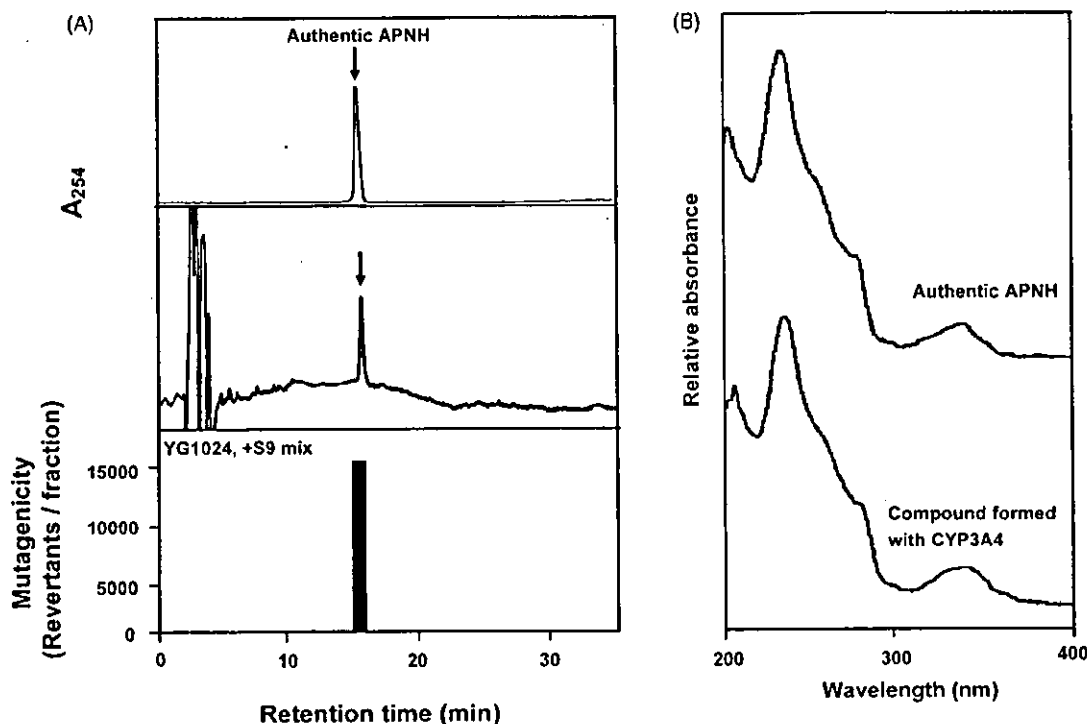 (A)
Authentic APNH
A254
YG1024, +S9 mix
Mutagenicity
(Revertants / fraction)
15000
10000
5000
0
0 10 20 30
Retention time (min)
(B)
Relative absorbance
Authentic APNH
Compound formed
with CYP3A4
200 300 400
Wavelength (nm)